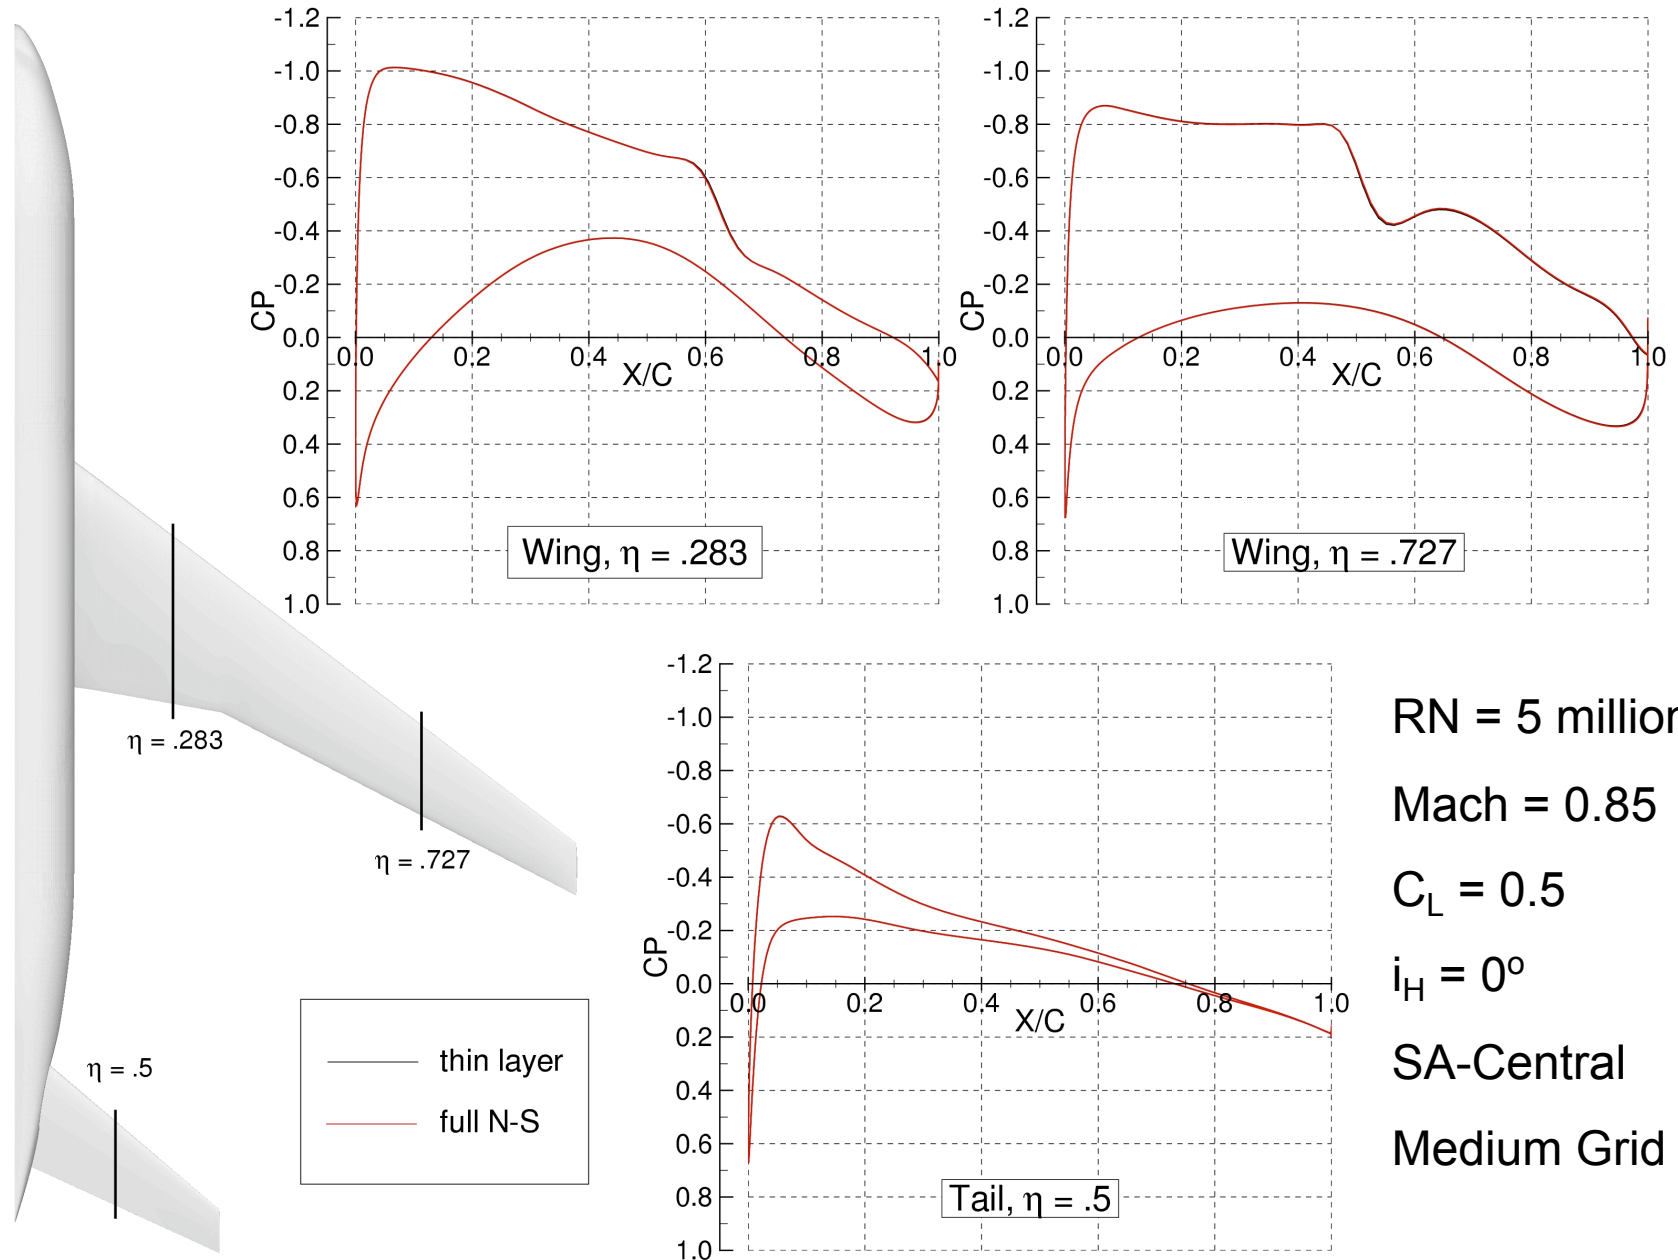 -1.2
-1.0
-0.8
-0.6
-0.4
-0.2
0.0
0.2
0.4
0.6
0.8
1.0
CP
0.0 0.2 0.4 0.6 0.8 1.0
X/C
Wing, η = .283
-1.2
-1.0
-0.8
-0.6
-0.4
-0.2
0.0
0.2
0.4
0.6
0.8
1.0
CP
0.0 0.2 0.4 0.6 0.8 1.0
X/C
Wing, η = .727
η = .283
η = .727
η = .5
thin layer
full N-S
-1.2
-1.0
-0.8
-0.6
-0.4
-0.2
0.0
0.2
0.4
0.6
0.8
1.0
CP
0.0 0.2 0.4 0.6 0.8 1.0
X/C
Tail, η = .5
RN = 5 million
Mach = 0.85
C_L = 0.5
i_H = 0º
SA-Central
Medium Grid